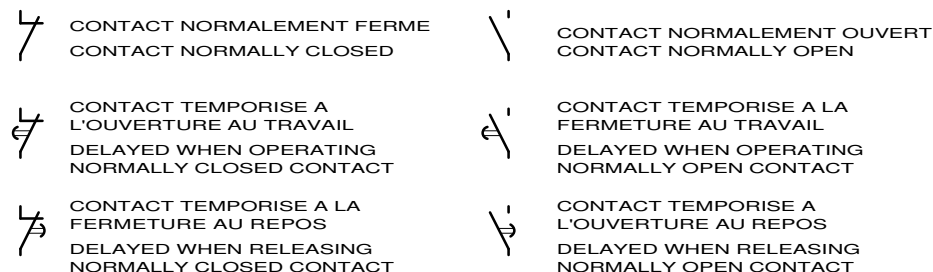 CONTACT NORMALEMENT FERME
CONTACT NORMALLY CLOSED
CONTACT NORMALEMENT OUVERT
CONTACT NORMALLY OPEN
CONTACT TEMPORISE A
L'OUVERTURE AU TRAVAIL
DELAYED WHEN OPERATING
NORMALLY CLOSED CONTACT
CONTACT TEMPORISE A LA
FERMETURE AU TRAVAIL
DELAYED WHEN OPERATING
NORMALLY OPEN CONTACT
CONTACT TEMPORISE A LA
FERMETURE AU REPOS
DELAYED WHEN RELEASING
NORMALLY CLOSED CONTACT
CONTACT TEMPORISE A
L'OUVERTURE AU REPOS
DELAYED WHEN RELEASING
NORMALLY OPEN CONTACT